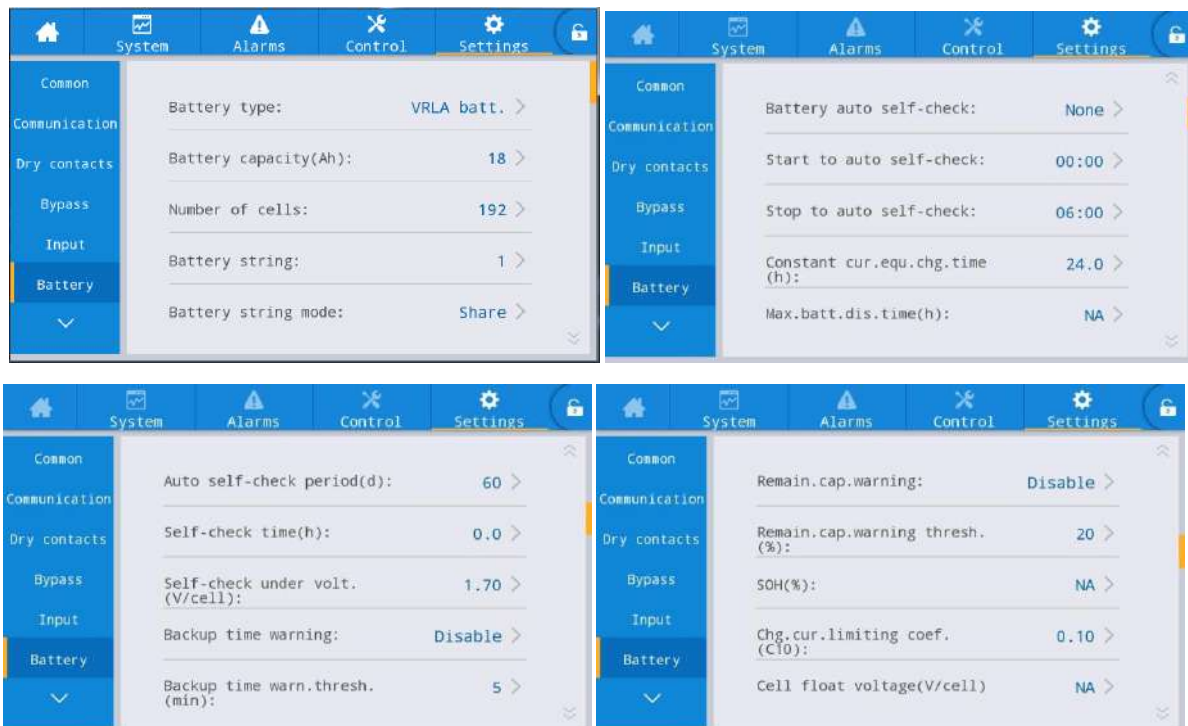 System Alarms Control Settings
Common
Communication
Dry contacts
Bypass
Input
Battery
Battery type: VRLA batt. >
Battery capacity(Ah): 18 >
Number of cells: 192 >
Battery string: 1 >
Battery string mode: Share >
System Alarms Control Settings
Common
Communication
Dry contacts
Bypass
Input
Battery
Battery auto self-check: None >
Start to auto self-check: 00:00 >
Stop to auto self-check: 06:00 >
Constant cur.equ.chg.time
(h): 24.0 >
Max.batt.dis.time(h): NA >
System Alarms Control Settings
Common
Communication
Dry contacts
Bypass
Input
Battery
Auto self-check period(d): 60 >
Self-check time(h): 0.0 >
Self-check under volt.
(V/cell): 1.70 >
Backup time warning: Disable >
Backup time warn.thresh.
(min): 5 >
System Alarms Control Settings
Common
Communication
Dry contacts
Bypass
Input
Battery
Remain.cap.warning: Disable >
Remain.cap.warning thresh.
(%): 20 >
SOH(%): NA >
Chg.cur.limiting coef.
(C10): 0.10 >
Cell float voltage(V/cell) NA >